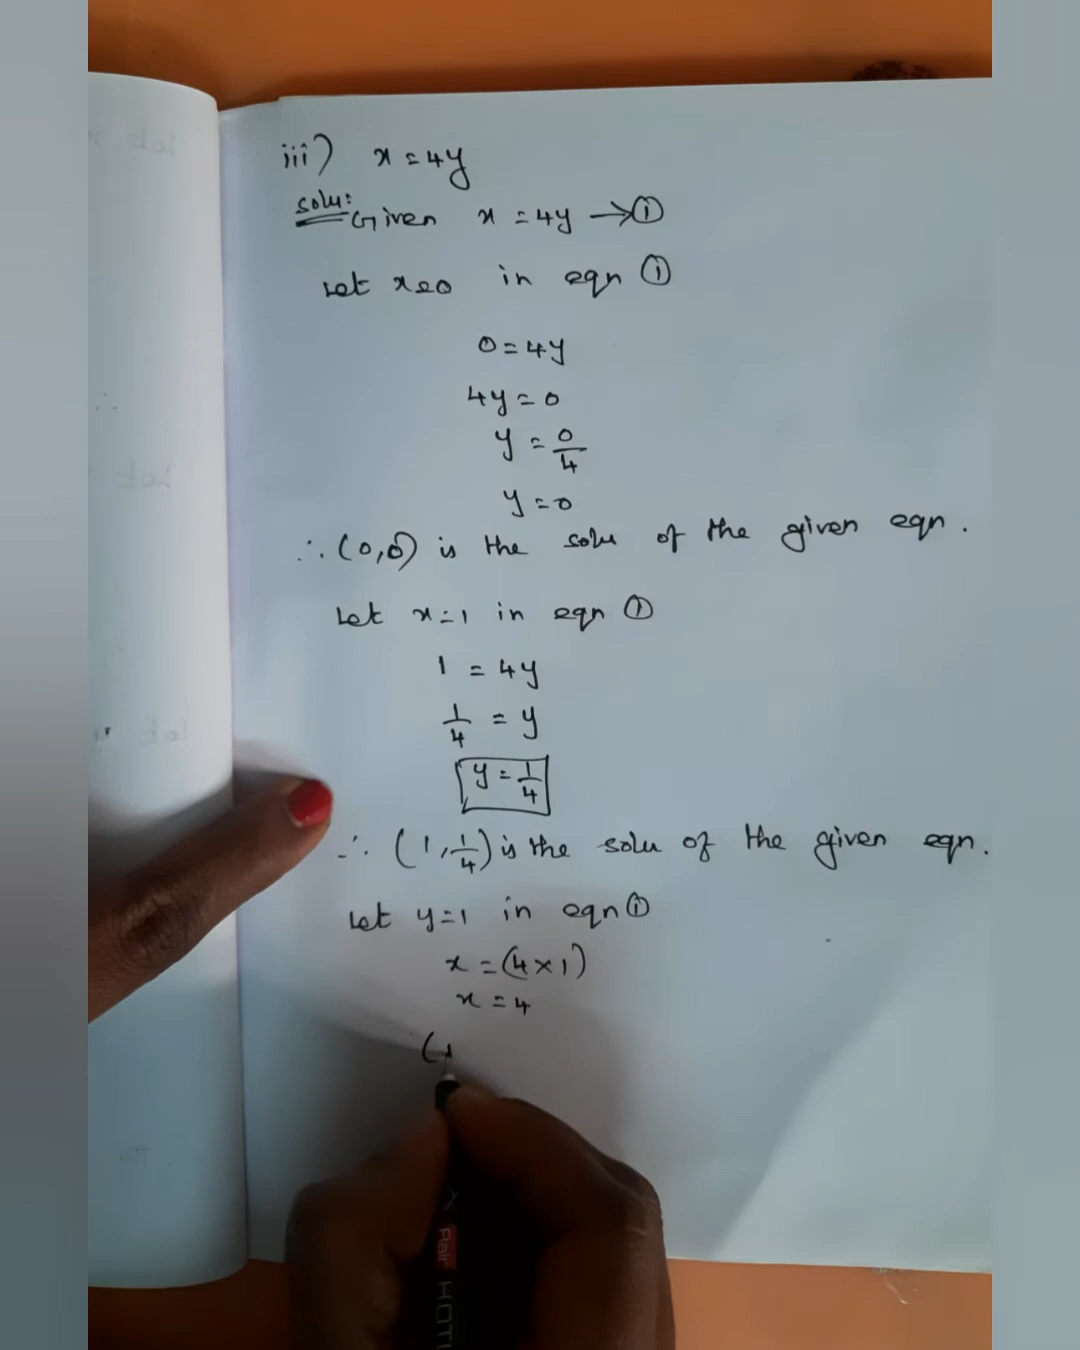 iii) x = 4y
solu: Given x = 4y → ①
Let x=0 in eqn ①
0 = 4y
4y = 0
y = 0/4
y = 0
∴ (0,0) is the solu of the given eqn.
Let x=1 in eqn ①
1 = 4y
1/4 = y
y = 1/4
∴ (1, 1/4) is the solu of the given eqn.
Let y=1 in eqn ①
x = (4 × 1)
x = 4
(
Flair HOT